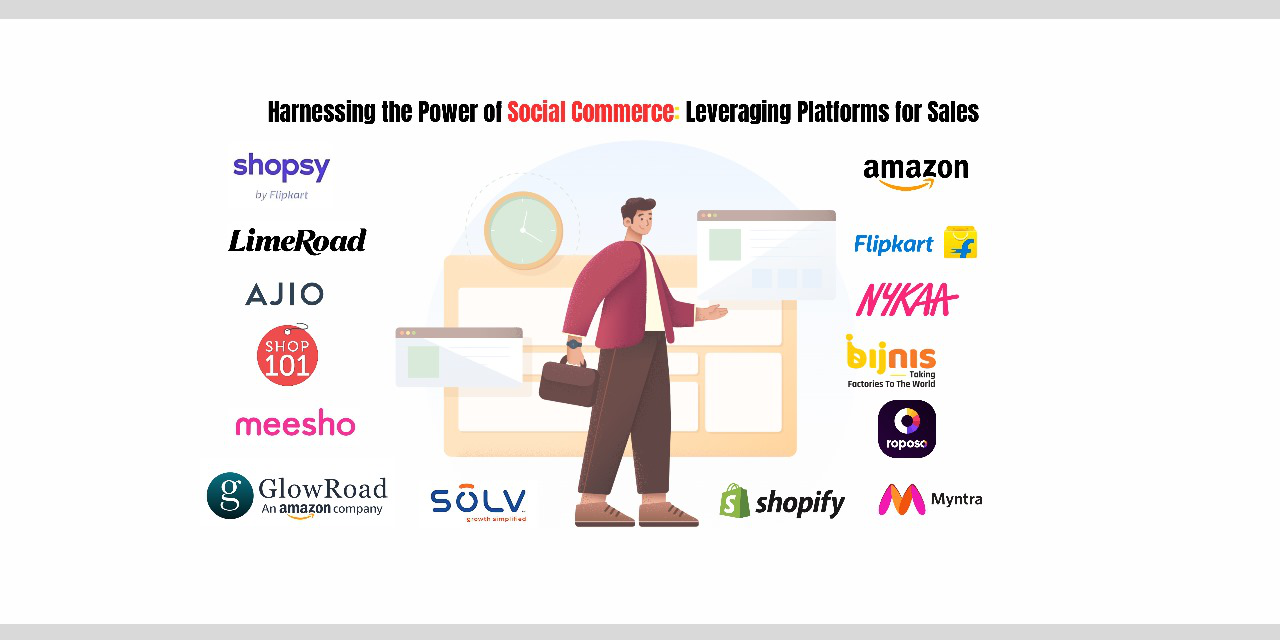 Harnessing the Power of Social Commerce: Leveraging Platforms for Sales
shopsy
by Flipkart
LimeRoad
AJIO
SHOP
101
meesho
g GlowRoad
An amazon company
SOLV
growth simplified
amazon
Flipkart
NYKAA
bijnis
Taking
Factories To The World
roposo
shopify
Myntra